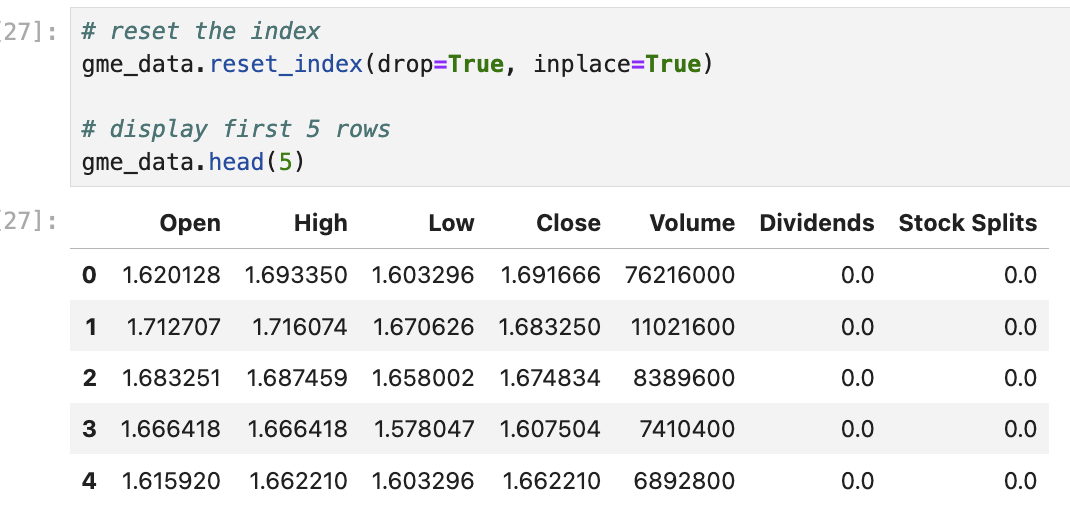 [27]: # reset the index
gme_data.reset_index(drop=True, inplace=True)
# display first 5 rows
gme_data.head(5)
[27]: Open High Low Close Volume Dividends Stock Splits
0 1.620128 1.693350 1.603296 1.691666 76216000 0.0 0.0
1 1.712707 1.716074 1.670626 1.683250 11021600 0.0 0.0
2 1.683251 1.687459 1.658002 1.674834 8389600 0.0 0.0
3 1.666418 1.666418 1.578047 1.607504 7410400 0.0 0.0
4 1.615920 1.662210 1.603296 1.662210 6892800 0.0 0.0